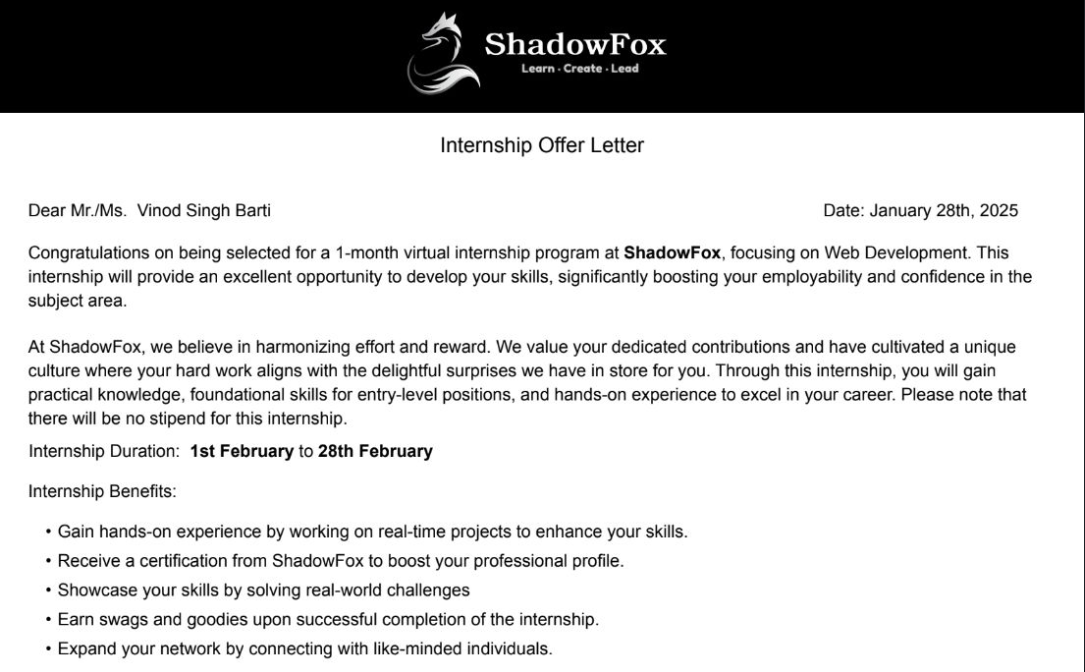 ShadowFox
Learn · Create · Lead
Internship Offer Letter
Dear Mr./Ms. Vinod Singh Barti
Date: January 28th, 2025
Congratulations on being selected for a 1-month virtual internship program at ShadowFox, focusing on Web Development. This
internship will provide an excellent opportunity to develop your skills, significantly boosting your employability and confidence in the
subject area.
At ShadowFox, we believe in harmonizing effort and reward. We value your dedicated contributions and have cultivated a unique
culture where your hard work aligns with the delightful surprises we have in store for you. Through this internship, you will gain
practical knowledge, foundational skills for entry-level positions, and hands-on experience to excel in your career. Please note that
there will be no stipend for this internship.
Internship Duration: 1st February to 28th February
Internship Benefits:
• Gain hands-on experience by working on real-time projects to enhance your skills.
• Receive a certification from ShadowFox to boost your professional profile.
• Showcase your skills by solving real-world challenges
• Earn swags and goodies upon successful completion of the internship.
• Expand your network by connecting with like-minded individuals.